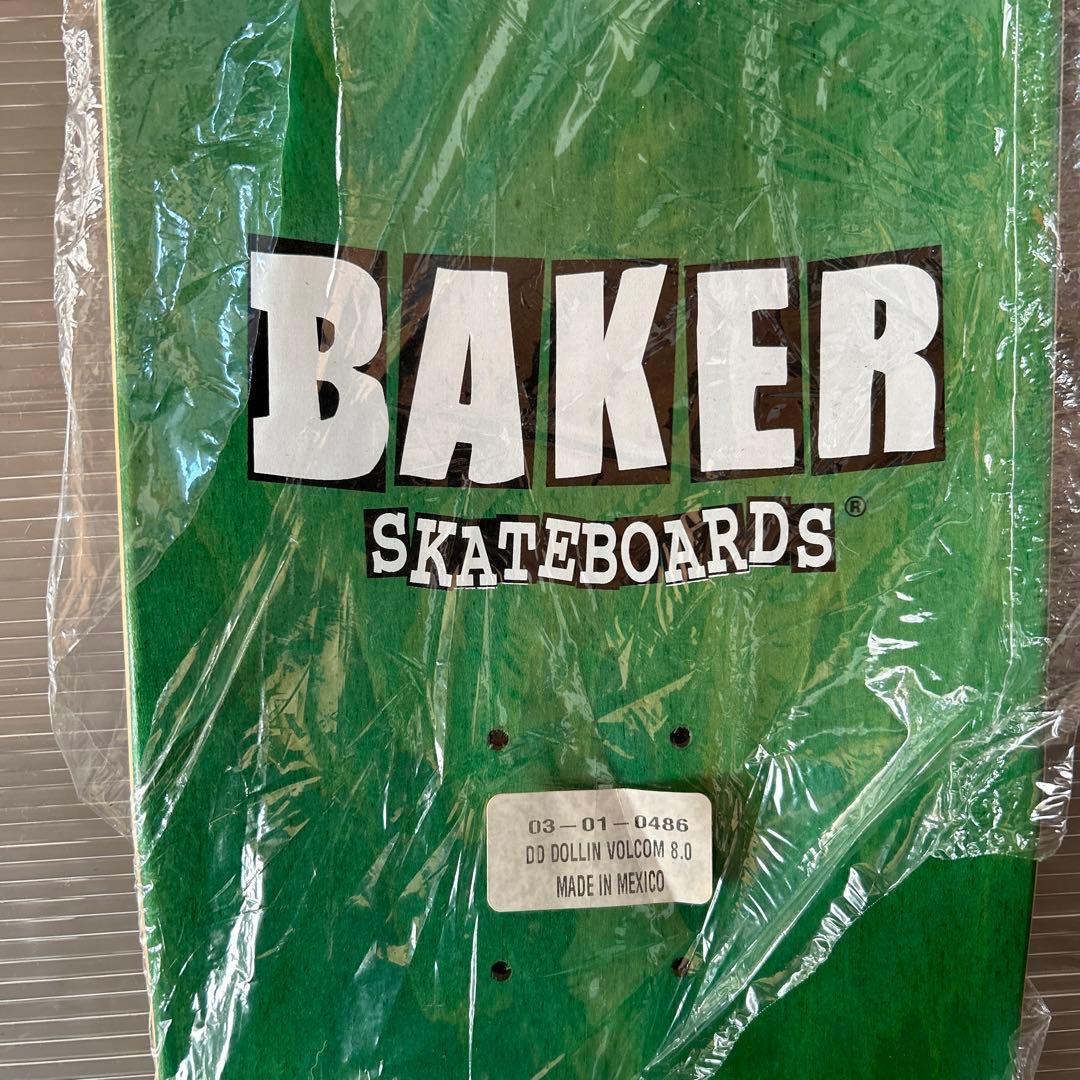 BAKER
SKATEBOARDS®
03-01-0486
DD DOLLIN VOLCOM 8.0
MADE IN MEXICO